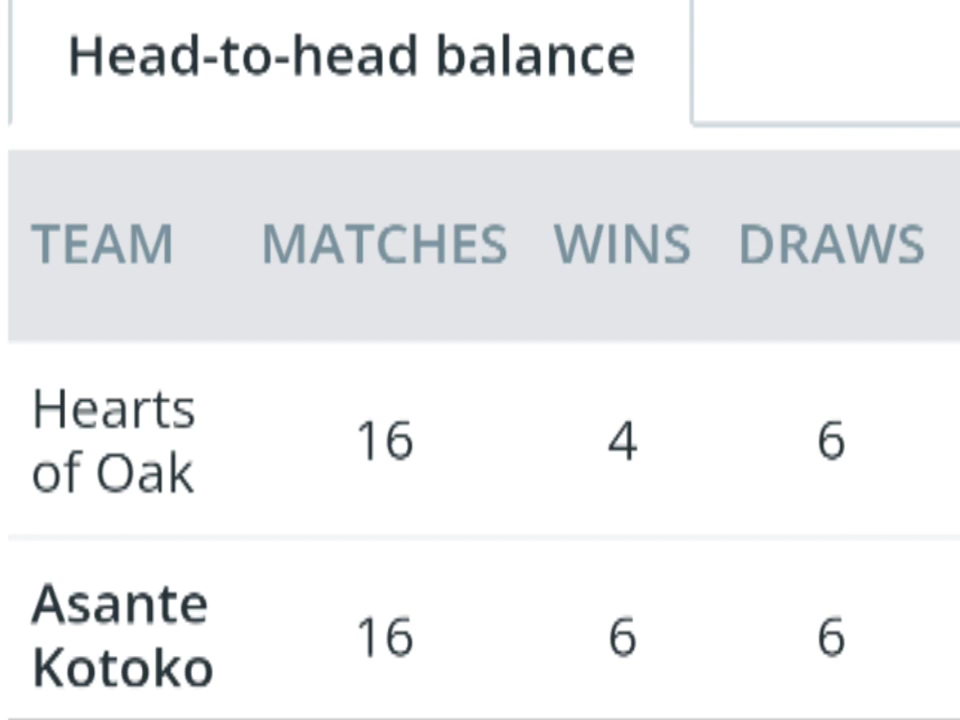 Head-to-head balance
TEAM MATCHES WINS DRAWS
Hearts
of Oak 16 4 6
Asante
Kotoko 16 6 6